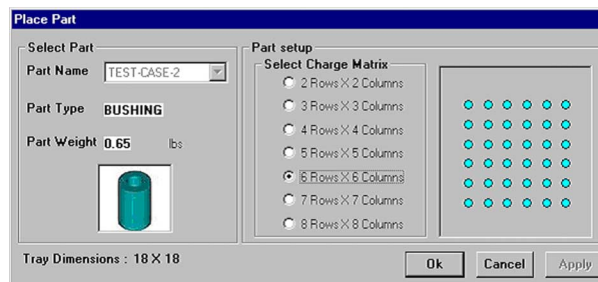 Place Part
Select Part
Part Name TEST-CASE-2
Part Type BUSHING
Part Weight 0.65 lbs
Part setup
Select Charge Matrix
2 Rows X 2 Columns
3 Rows X 3 Columns
4 Rows X 4 Columns
5 Rows X 5 Columns
6 Rows X 6 Columns
7 Rows X 7 Columns
8 Rows X 8 Columns
Tray Dimensions : 18 X 18
Ok Cancel Apply